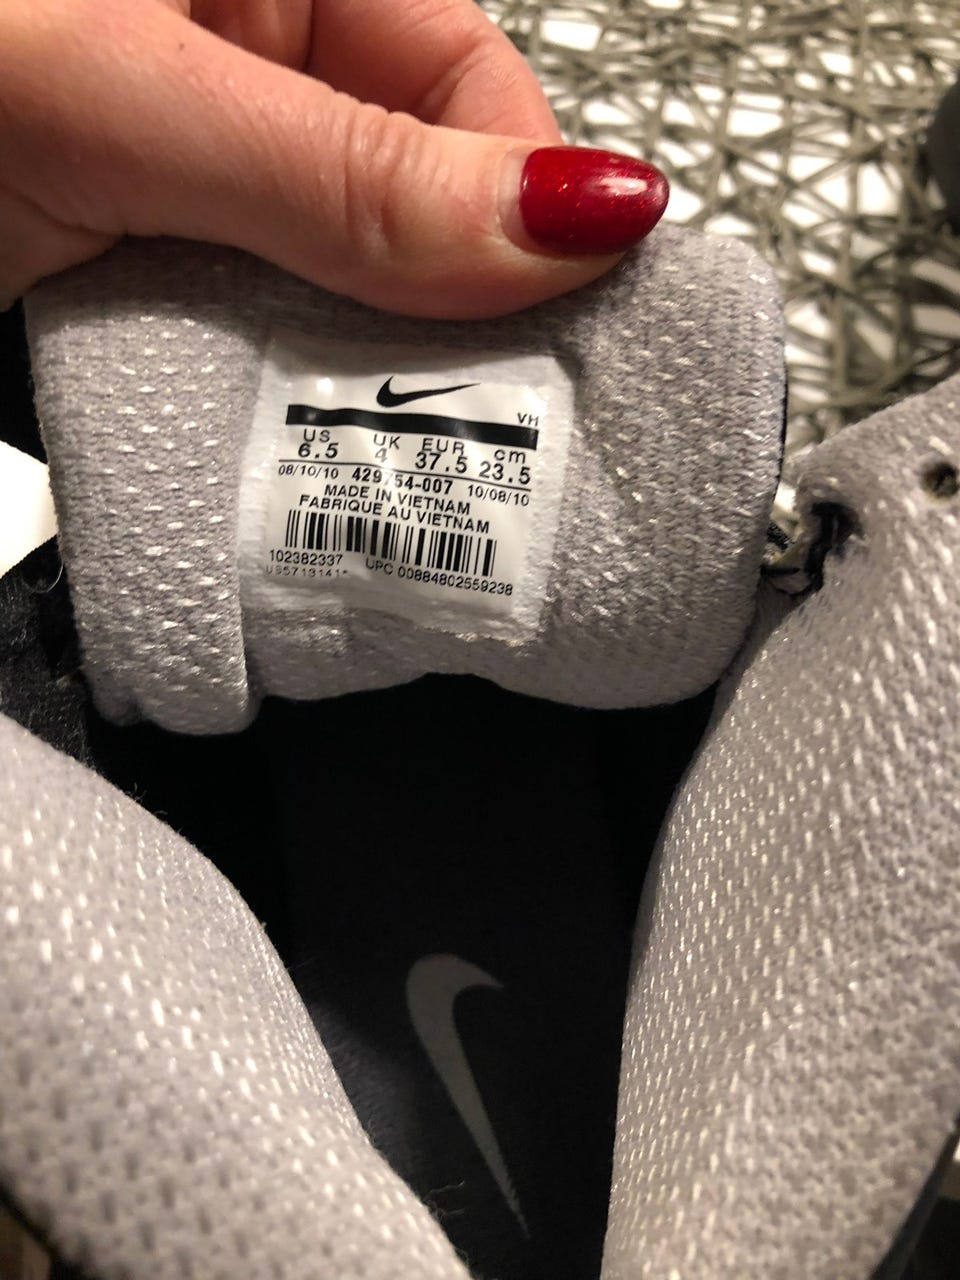 VH
US UK EUR cm
6.5 4 37.5 23.5
08/10/10 429754-007 10/08/10
MADE IN VIETNAM
FABRIQUE AU VIETNAM
102382337 UPC 00884802559238
US5713141*